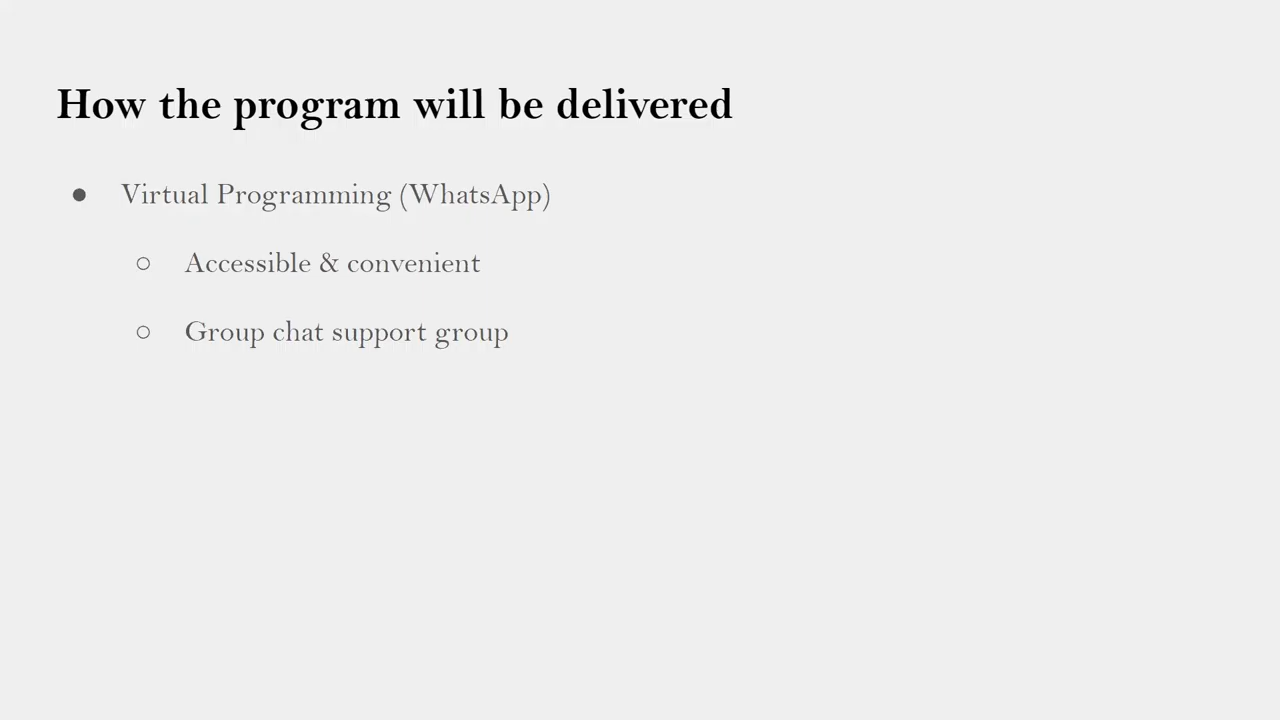 How the program will be delivered
● Virtual Programming (WhatsApp)
○ Accessible & convenient
○ Group chat support group